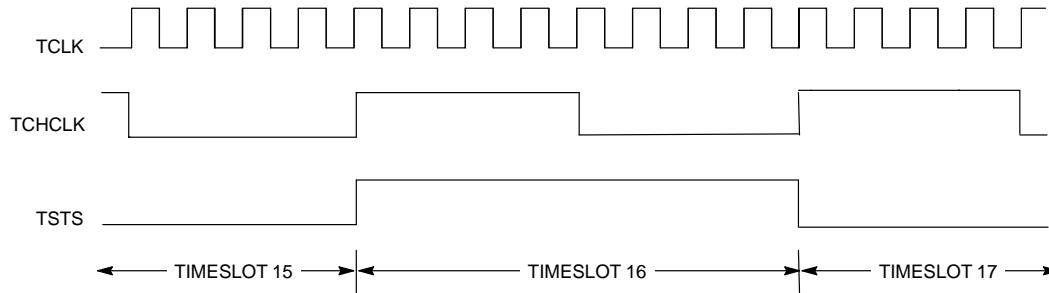 TCLK
TCHCLK
TSTS
TIMESLOT 15 TIMESLOT 16 TIMESLOT 17